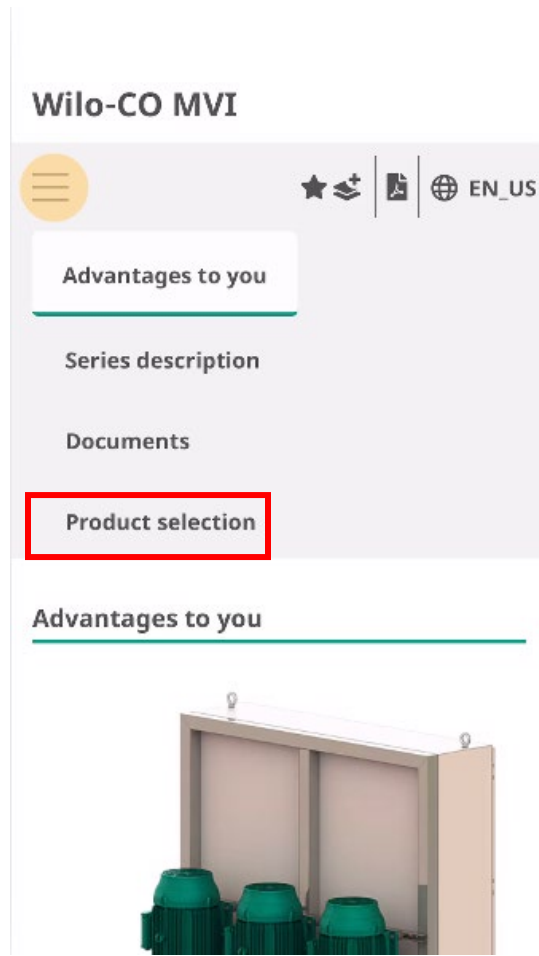 Wilo-CO MVI
EN_US
Advantages to you
Series description
Documents
Product selection
Advantages to you